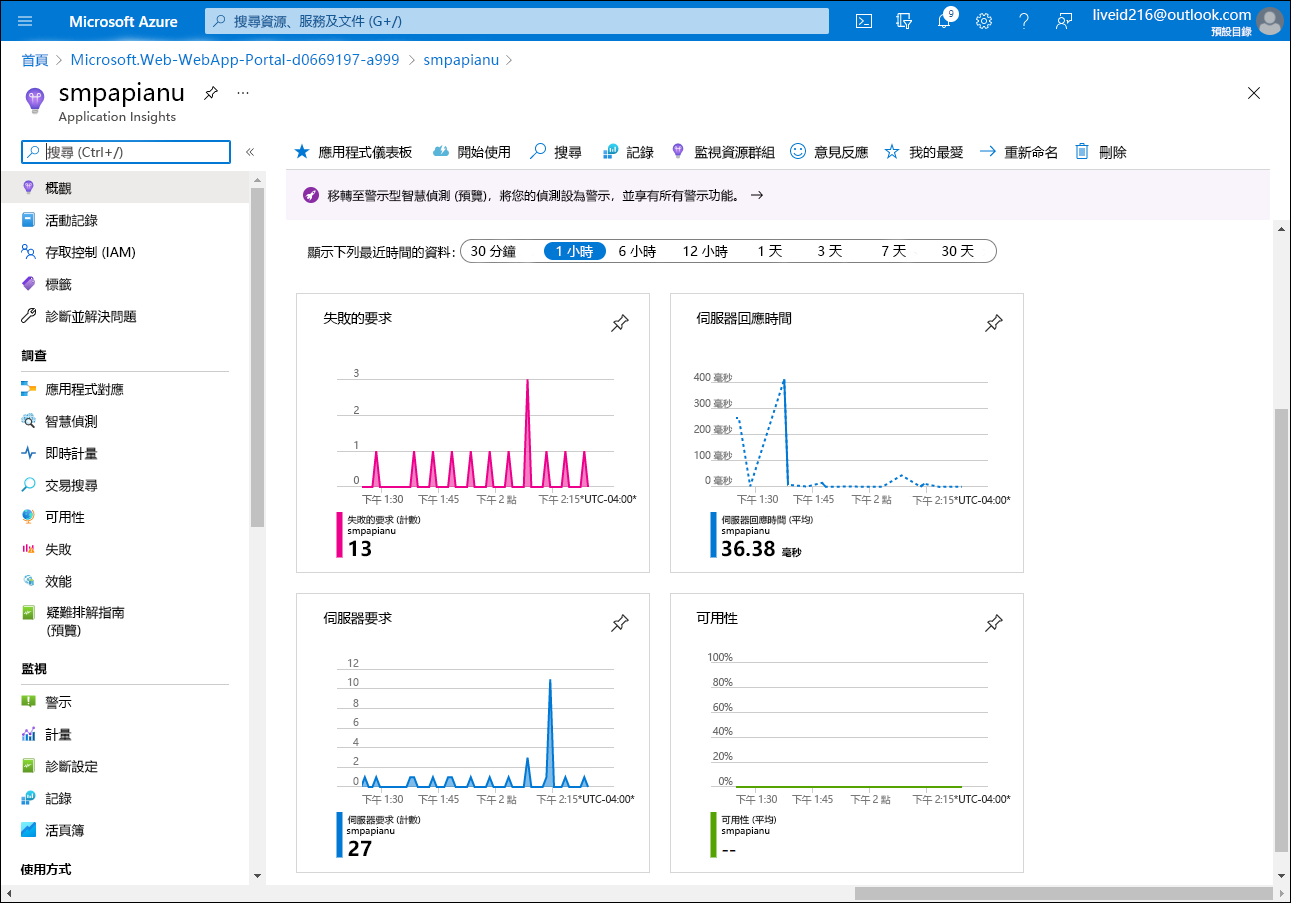 Microsoft Azure
搜尋資源、服務及文件 (G+/)
9
liveid216@outlook.com
預設目錄
首頁 > Microsoft.Web-WebApp-Portal-d0669197-a999 > smpapianu >
smpapianu
Application Insights
搜尋 (Ctrl+/)
概觀
活動記錄
存取控制 (IAM)
標籤
診斷並解決問題
調查
應用程式對應
智慧偵測
即時計量
交易搜尋
可用性
失敗
效能
疑難排解指南
(預覽)
監視
警示
計量
診斷設定
記錄
活頁簿
使用方式
應用程式儀表板 開始使用 搜尋 記錄 監視資源群組 意見反應 我的最愛 重新命名 刪除
移轉至警示型智慧偵測 (預覽)，將您的偵測設為警示，並享有所有警示功能。 →
顯示下列最近時間的資料: 30 分鐘 1 小時 6 小時 12 小時 1 天 3 天 7 天 30 天
失敗的要求
3
2
1
0
下午 1:30 下午 1:45 下午 2 點 下午 2:15 *UTC-04:00*
失敗的要求 (計數)
smpapianu
13
伺服器回應時間
400 毫秒
300 毫秒
200 毫秒
100 毫秒
0 毫秒
下午 1:30 下午 1:45 下午 2 點 下午 2:15 *UTC-04:00*
伺服器回應時間 (平均)
smpapianu
36.38 毫秒
伺服器要求
12
10
8
6
4
2
0
下午 1:30 下午 1:45 下午 2 點 下午 2:15 *UTC-04:00*
伺服器要求 (計數)
smpapianu
27
可用性
100%
80%
60%
40%
20%
0%
下午 1:30 下午 1:45 下午 2 點 下午 2:15 *UTC-04:00*
可用性 (平均)
smpapianu
--